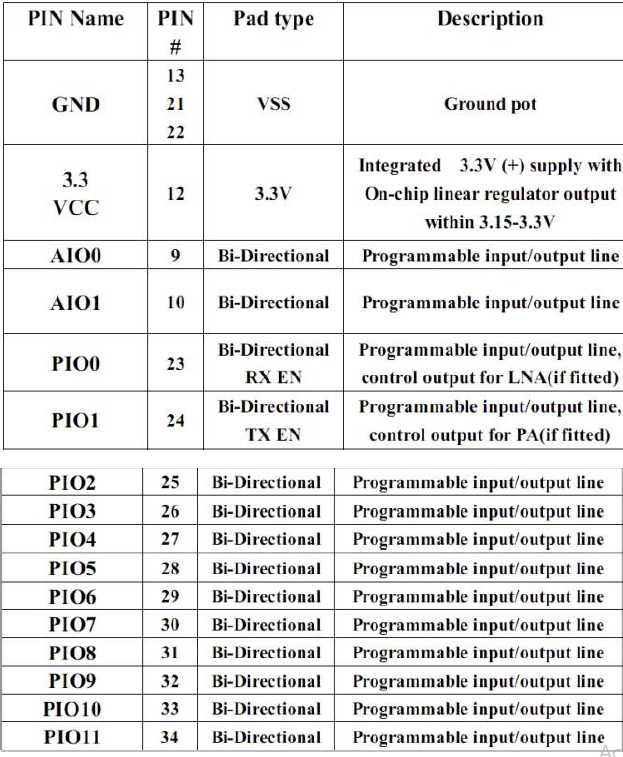 PIN Name PIN # Pad type Description
GND 13 21 22 VSS Ground pot
3.3 VCC 12 3.3V Integrated 3.3V (+) supply with On-chip linear regulator output within 3.15-3.3V
AIO0 9 Bi-Directional Programmable input/output line
AIO1 10 Bi-Directional Programmable input/output line
PIO0 23 Bi-Directional RX EN Programmable input/output line, control output for LNA(if fitted)
PIO1 24 Bi-Directional TX EN Programmable input/output line, control output for PA(if fitted)
PIO2 25 Bi-Directional Programmable input/output line
PIO3 26 Bi-Directional Programmable input/output line
PIO4 27 Bi-Directional Programmable input/output line
PIO5 28 Bi-Directional Programmable input/output line
PIO6 29 Bi-Directional Programmable input/output line
PIO7 30 Bi-Directional Programmable input/output line
PIO8 31 Bi-Directional Programmable input/output line
PIO9 32 Bi-Directional Programmable input/output line
PIO10 33 Bi-Directional Programmable input/output line
PIO11 34 Bi-Directional Programmable input/output line